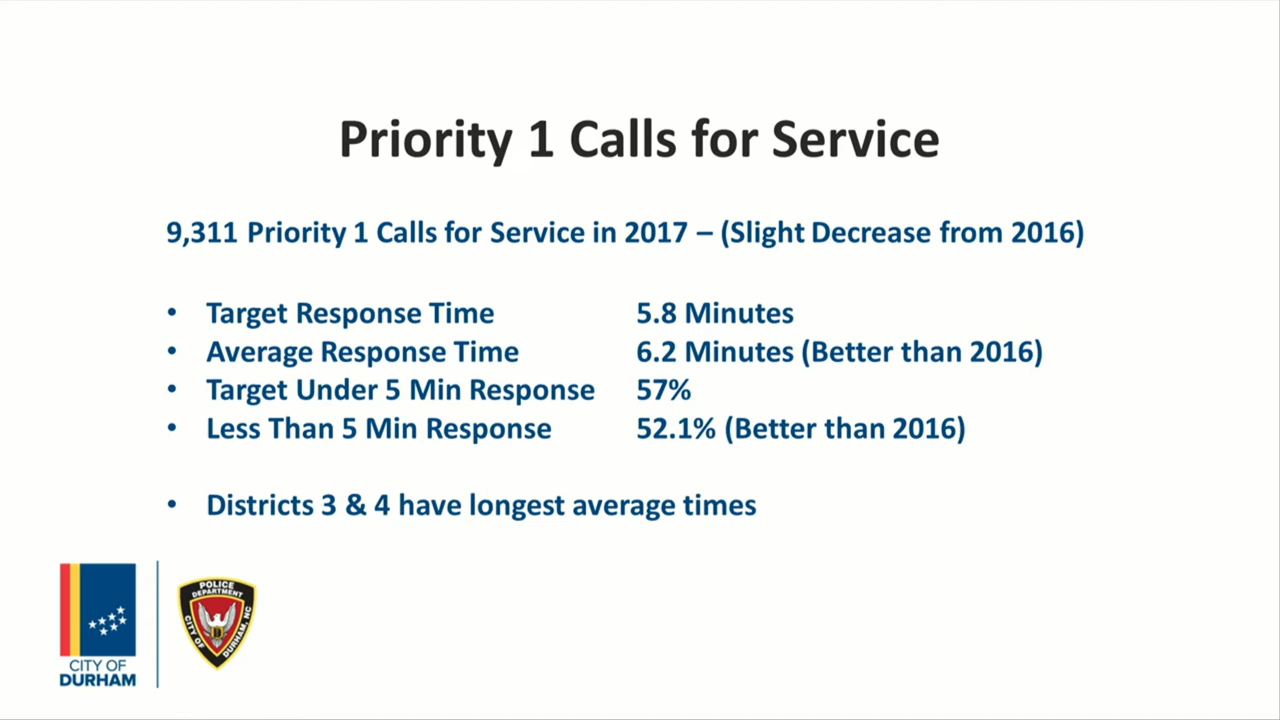 Priority 1 Calls for Service
9,311 Priority 1 Calls for Service in 2017 – (Slight Decrease from 2016)
• Target Response Time 5.8 Minutes
• Average Response Time 6.2 Minutes (Better than 2016)
• Target Under 5 Min Response 57%
• Less Than 5 Min Response 52.1% (Better than 2016)
• Districts 3 & 4 have longest average times
CITY OF
DURHAM
POLICE
DEPARTMENT
CITY OF
DURHAM, NC
D